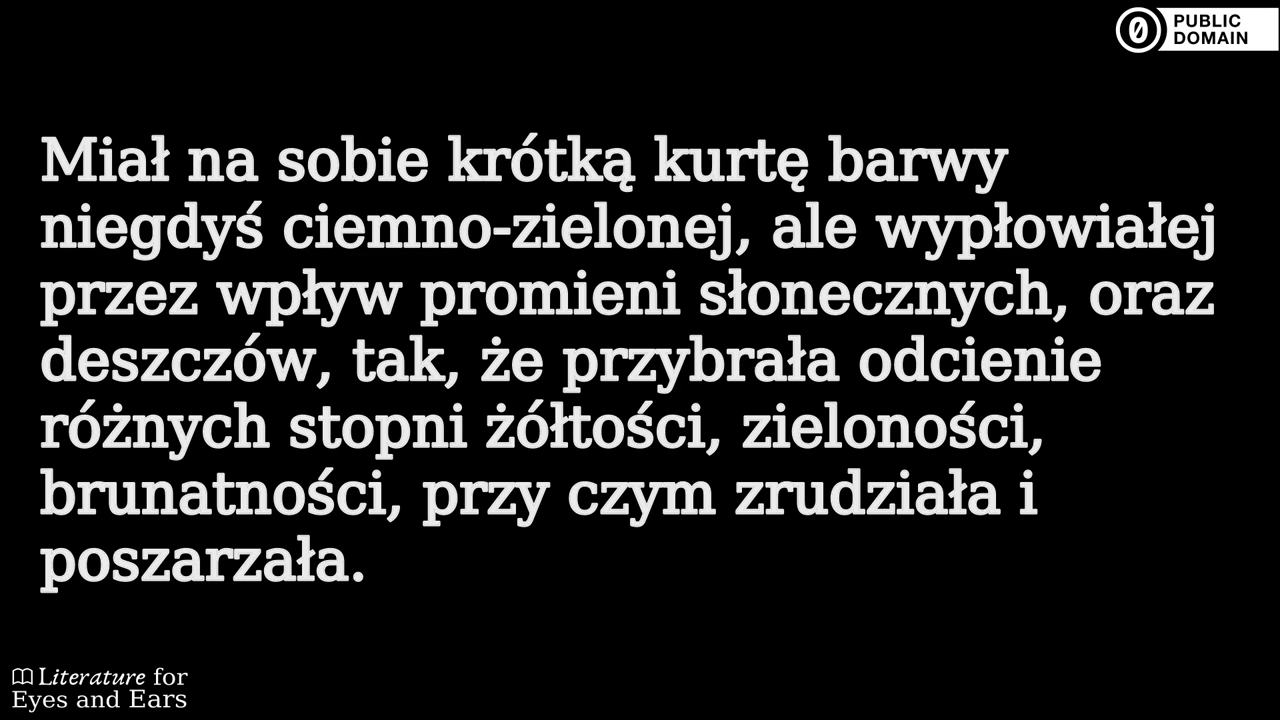 PUBLIC
DOMAIN
Miał na sobie krótką kurtę barwy
niegdyś ciemno-zielonej, ale wypłowiałej
przez wpływ promieni słonecznych, oraz
deszczów, tak, że przybrała odcienie
różnych stopni żółtości, zieloności,
brunatności, przy czym zrudziała i
poszarzała.
Literature for
Eyes and Ears